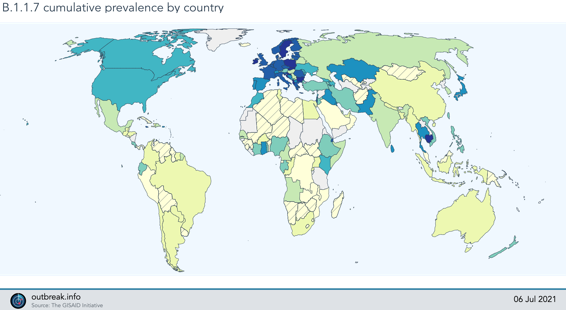 B.1.1.7 cumulative prevalence by country
outbreak.info
Source: The GISAID Initiative
06 Jul 2021